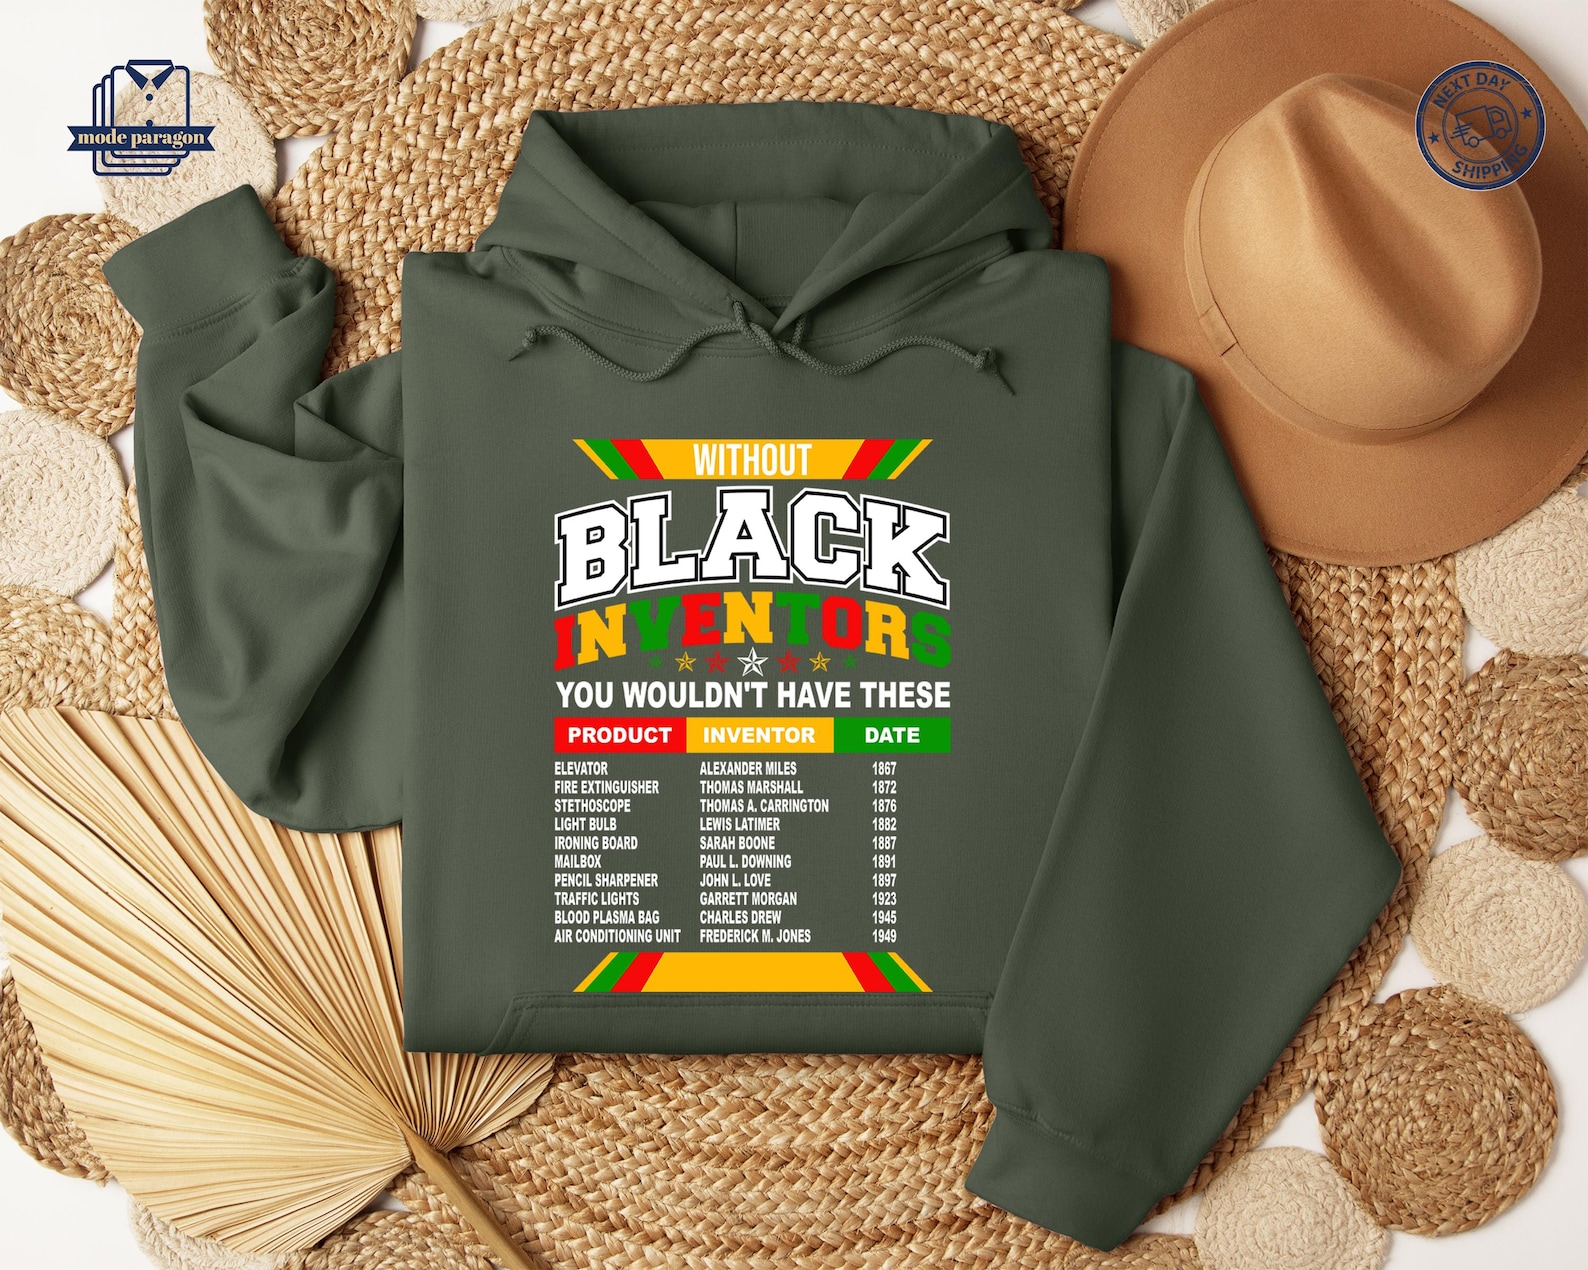 mode paragon
NEXT DAY
SHIPPING
WITHOUT
BLACK
INVENTORS
YOU WOULDN'T HAVE THESE
PRODUCT INVENTOR DATE
ELEVATOR ALEXANDER MILES 1867
FIRE EXTINGUISHER THOMAS MARSHALL 1872
STETHOSCOPE THOMAS A. CARRINGTON 1876
LIGHT BULB LEWIS LATIMER 1882
IRONING BOARD SARAH BOONE 1887
MAILBOX PAUL L. DOWNING 1891
PENCIL SHARPENER JOHN L. LOVE 1897
TRAFFIC LIGHTS GARRETT MORGAN 1923
BLOOD PLASMA BAG CHARLES DREW 1945
AIR CONDITIONING UNIT FREDERICK M. JONES 1949